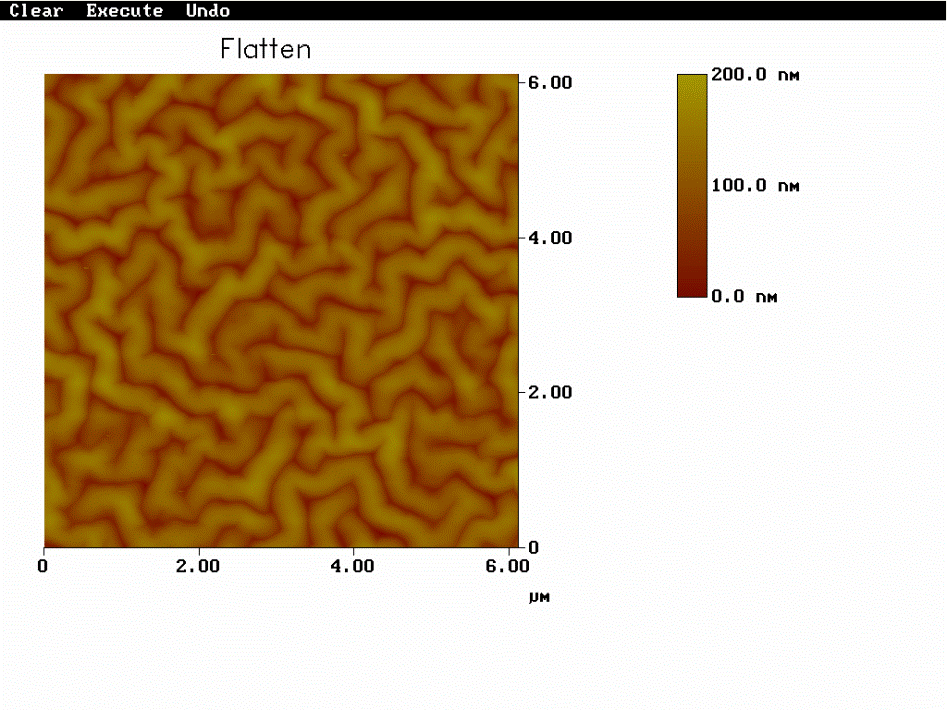 Clear Execute Undo
Flatten
6.00
4.00
2.00
0
0 2.00 4.00 6.00
µM
200.0 nM
100.0 nM
0.0 nM